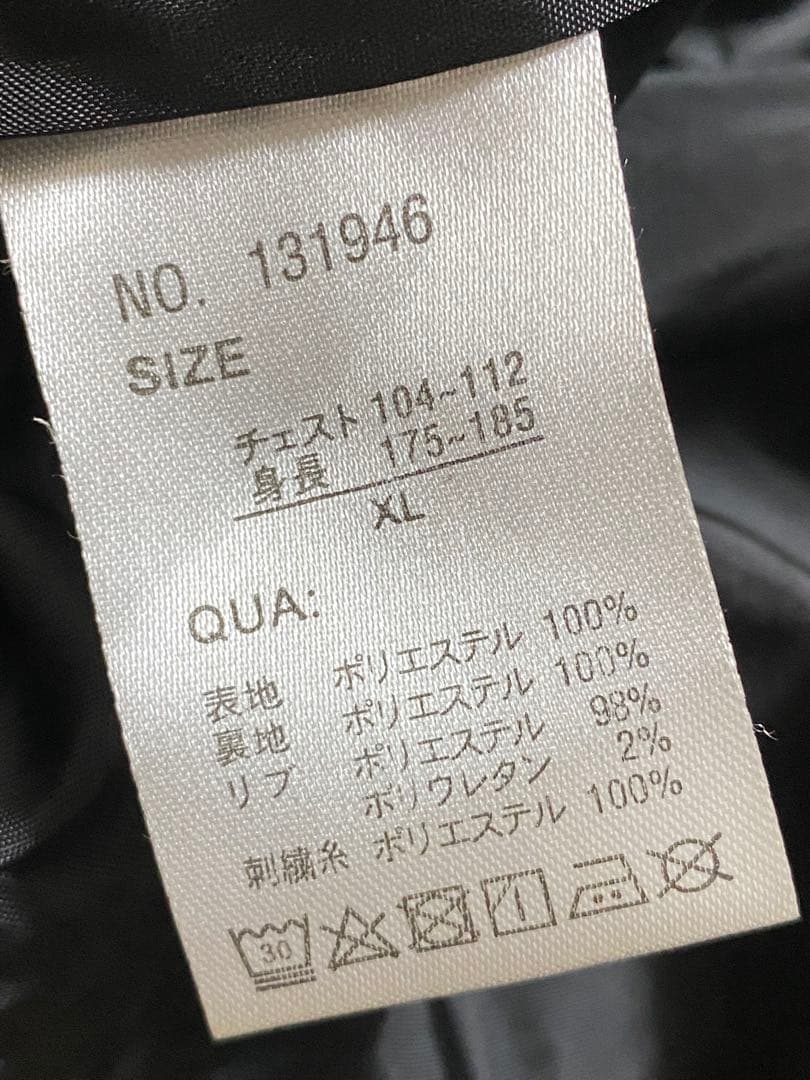 NO. 131946
SIZE
チェスト 104~112
身長 175~185
XL
QUA:
表地 ポリエステル 100%
裏地 ポリエステル 100%
リブ ポリエステル 98%
ポリウレタン 2%
刺繍糸 ポリエステル 100%
30